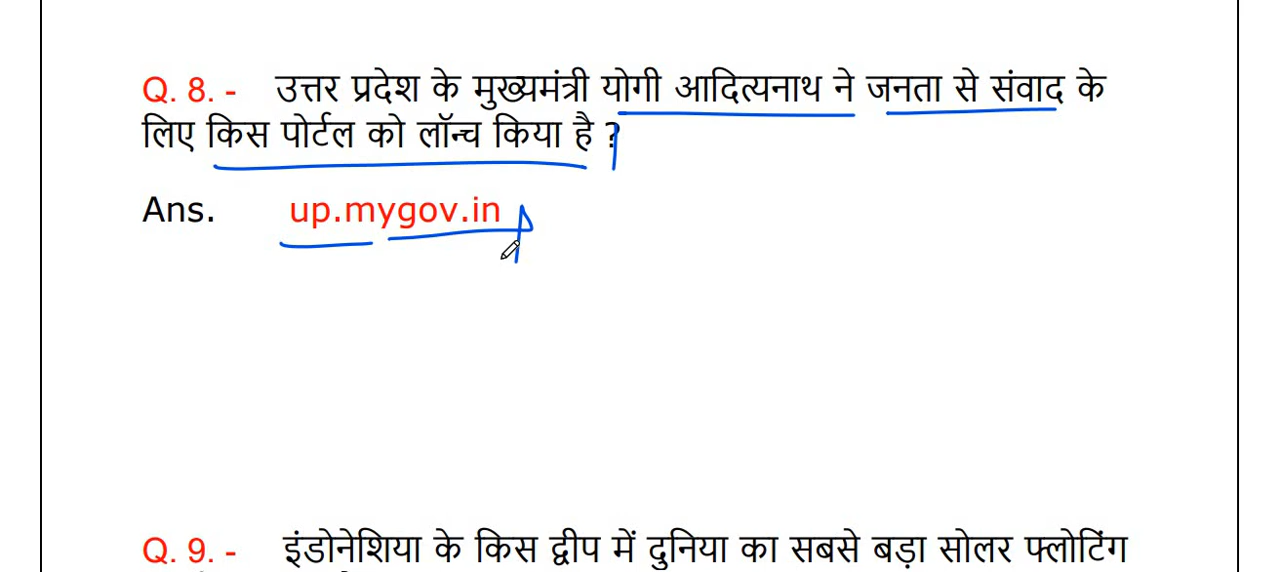 Q. 8. - उत्तर प्रदेश के मुख्यमंत्री योगी आदित्यनाथ ने जनता से संवाद के
लिए किस पोर्टल को लॉन्च किया है ?
Ans. up.mygov.in
Q. 9. - इंडोनेशिया के किस द्वीप में दुनिया का सबसे बड़ा सोलर फ्लोटिंग